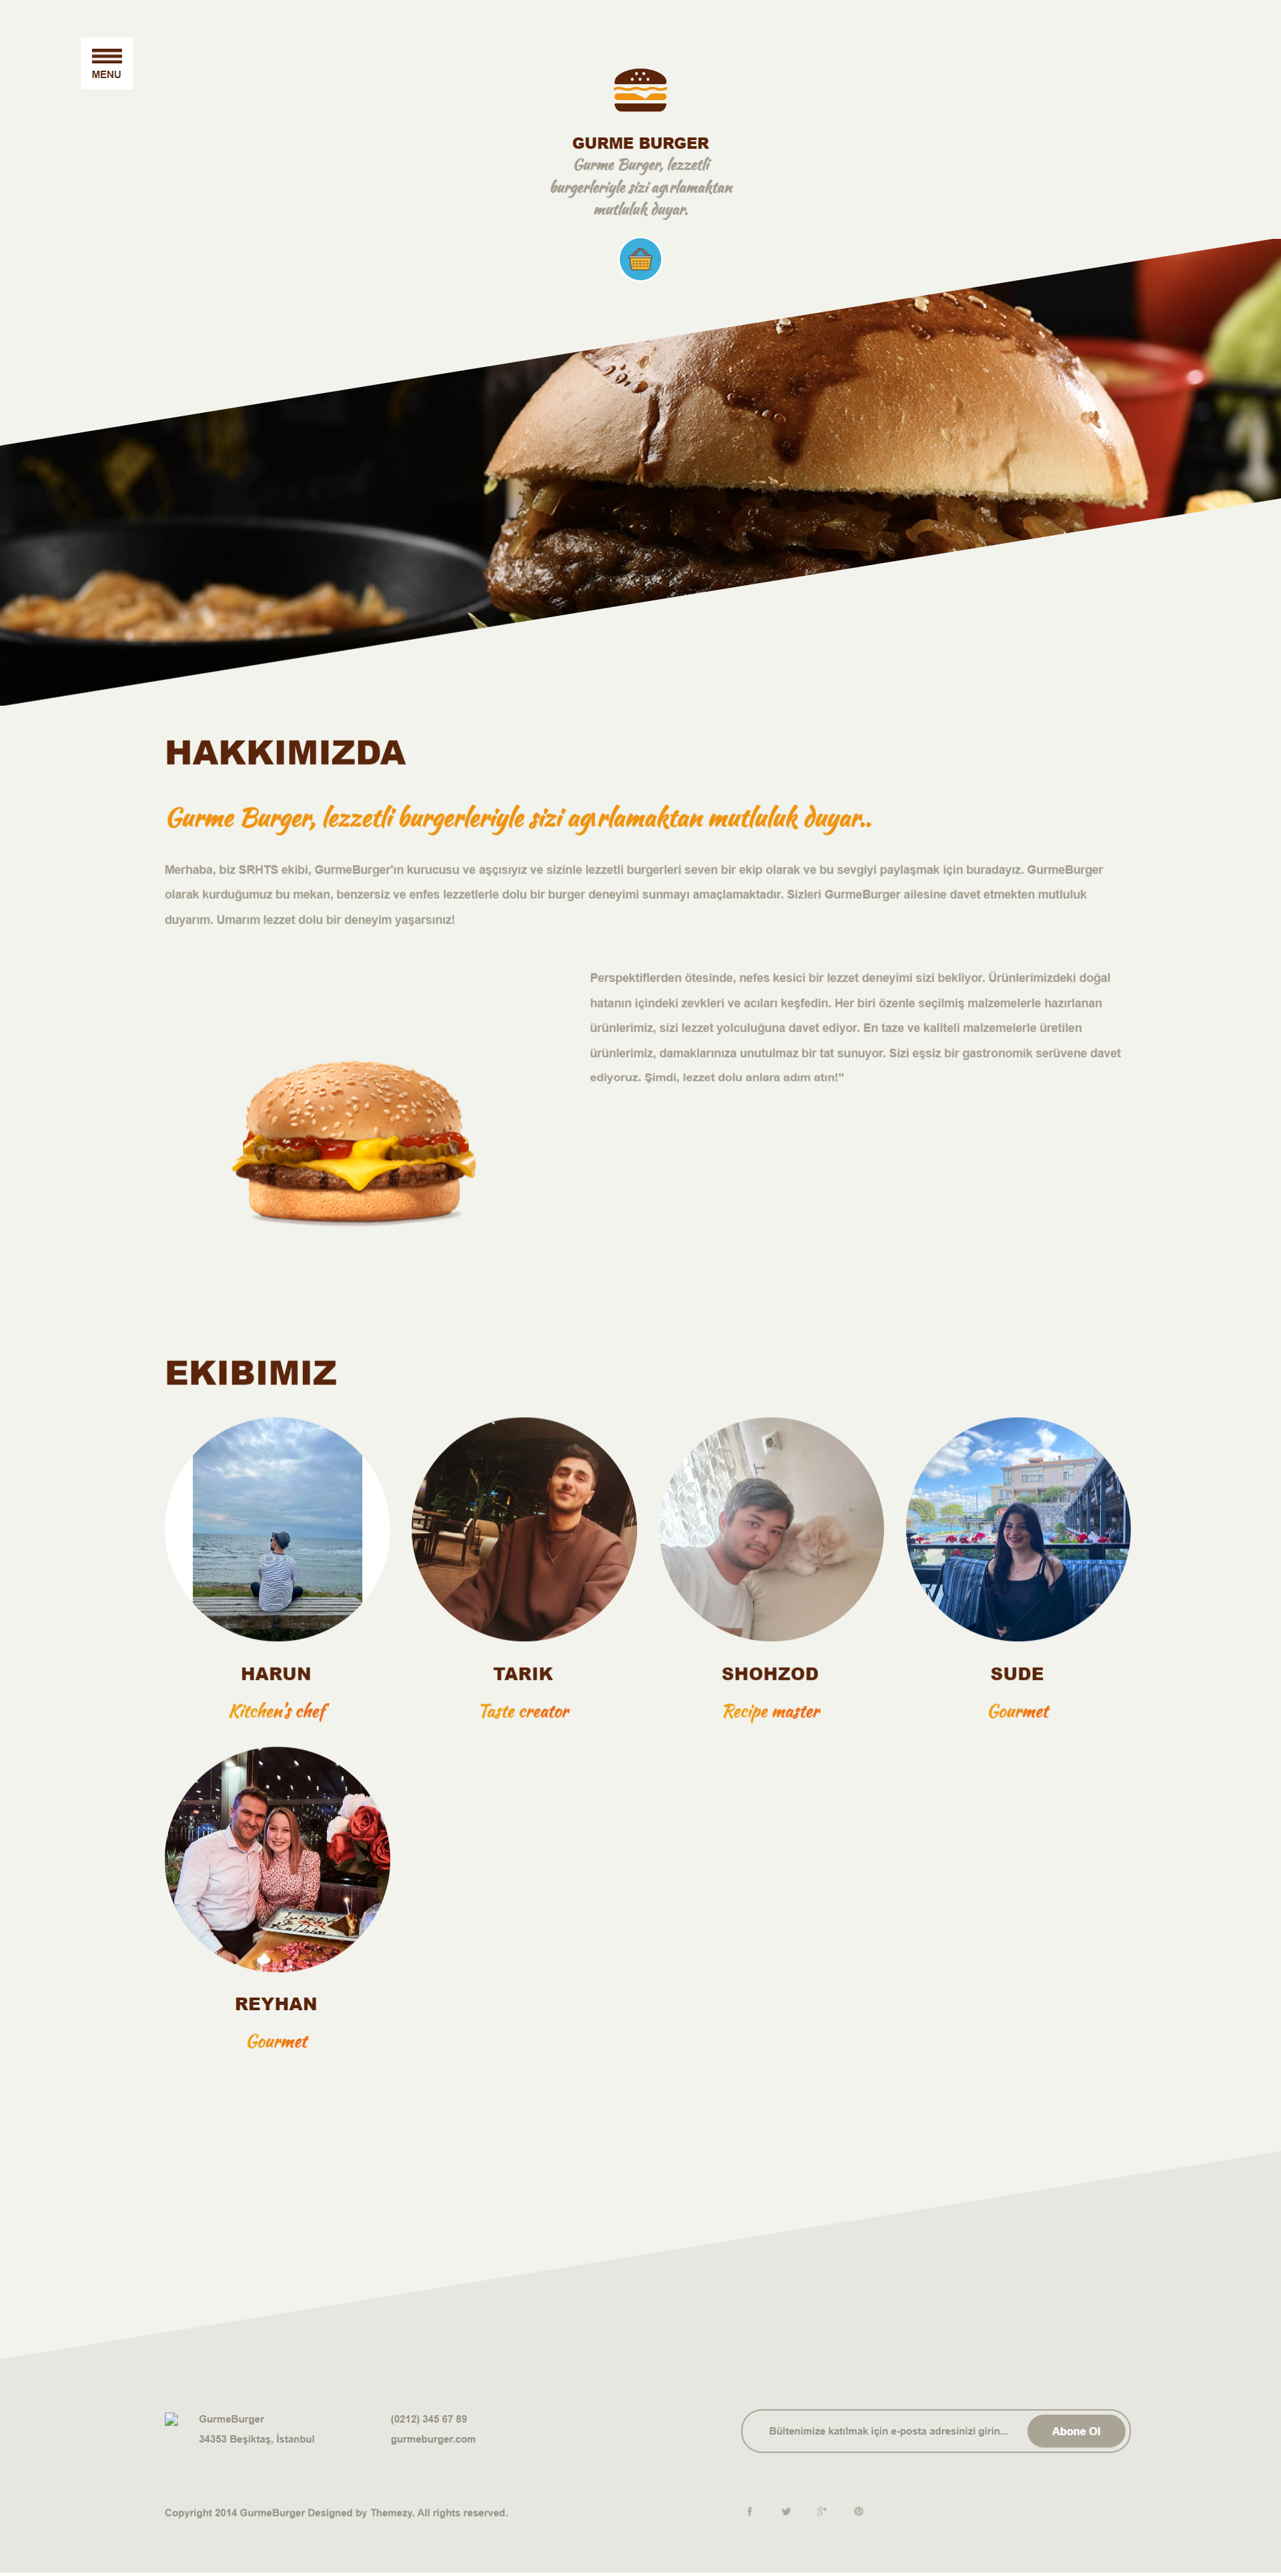 MENU
GURME BURGER
Gurme Burger, lezzetli
burgerleriyle sizi agırlamaktan
mutluluk duyar.
HAKKIMIZDA
Gurme Burger, lezzetli burgerleriyle sizi agırlamaktan mutluluk duyar..
Merhaba, biz SRHTS ekibi, GurmeBurger'ın kurucusu ve aşçısıyız ve sizinle lezzetli burgerleri seven bir ekip olarak ve bu sevgiyi paylaşmak için buradayız. GurmeBurger
olarak kurduğumuz bu mekan, benzersiz ve enfes lezzetlerle dolu bir burger deneyimi sunmayı amaçlamaktadır. Sizleri GurmeBurger ailesine davet etmekten mutluluk
duyarım. Umarım lezzet dolu bir deneyim yaşarsınız!
Perspektiflerden ötesinde, nefes kesici bir lezzet deneyimi sizi bekliyor. Ürünlerimizdeki doğal
hatanın içindeki zevkleri ve acıları keşfedin. Her biri özenle seçilmiş malzemelerle hazırlanan
ürünlerimiz, sizi lezzet yolculuğuna davet ediyor. En taze ve kaliteli malzemelerle üretilen
ürünlerimiz, damaklarınıza unutulmaz bir tat sunuyor. Sizi eşsiz bir gastronomik serüvene davet
ediyoruz. Şimdi, lezzet dolu anlara adım atın!"
EKIBIMIZ
HARUN
Kitchen's chef
TARIK
Taste creator
SHOHZOD
Recipe master
SUDE
Gourmet
REYHAN
Gourmet
GurmeBurger
34353 Beşiktaş, İstanbul
(0212) 345 67 89
gurmeburger.com
Bültenimize katılmak için e-posta adresinizi girin...
Abone Ol
Copyright 2014 GurmeBurger Designed by Themezy. All rights reserved.